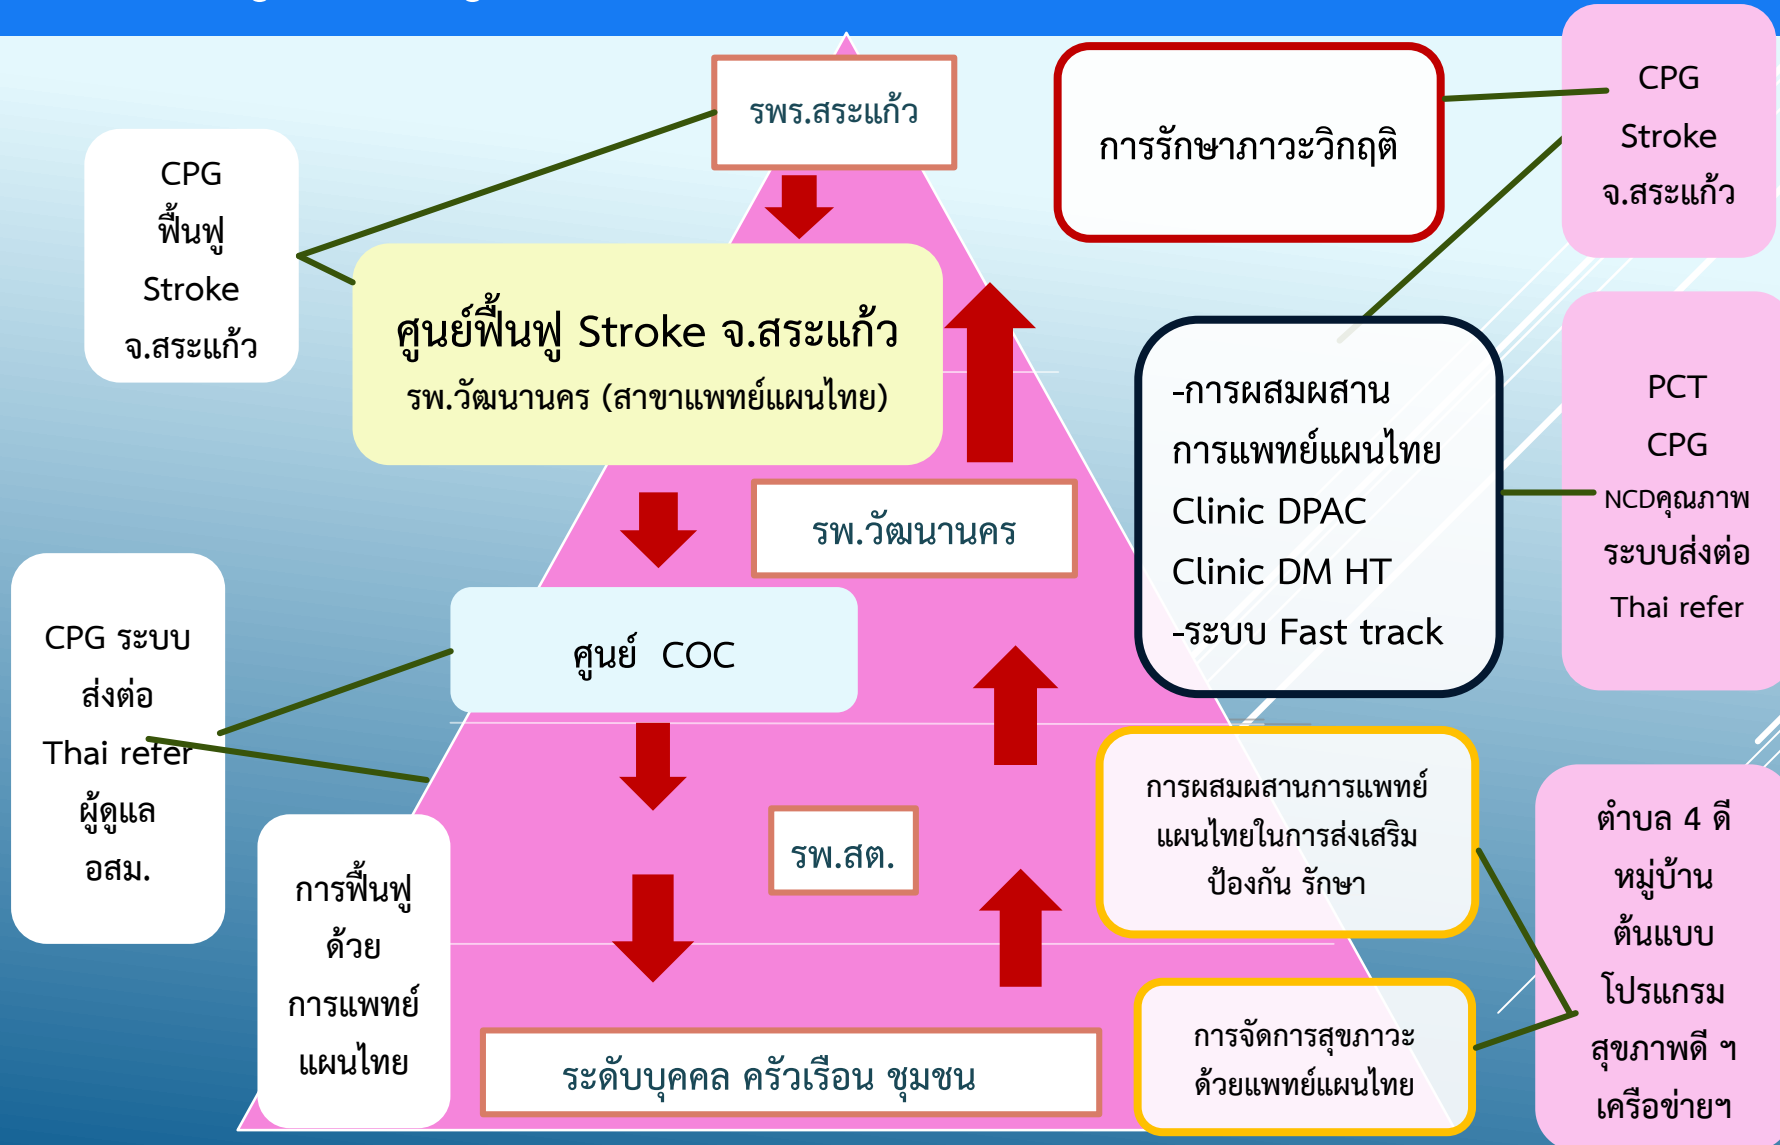 รพร.สระแก้ว
การรักษาภาวะวิกฤติ
CPG
Stroke
จ.สระแก้ว
CPG
ฟื้นฟู
Stroke
จ.สระแก้ว
ศูนย์ฟื้นฟู Stroke จ.สระแก้ว
รพ.วัฒนานคร (สาขาแพทย์แผนไทย)
-การผสมผสาน
การแพทย์แผนไทย
Clinic DPAC
Clinic DM HT
-ระบบ Fast track
PCT
CPG
NCDคุณภาพ
ระบบส่งต่อ
Thai refer
รพ.วัฒนานคร
CPG ระบบ
ส่งต่อ
Thai refer
ผู้ดูแล
อสม.
ศูนย์ COC
การผสมผสานการแพทย์
แผนไทยในการส่งเสริม
ป้องกัน รักษา
รพ.สต.
ตำบล 4 ดี
หมู่บ้าน
ต้นแบบ
โปรแกรม
สุขภาพดี ฯ
เครือข่ายฯ
การฟื้นฟู
ด้วย
การแพทย์
แผนไทย
ระดับบุคคล ครัวเรือน ชุมชน
การจัดการสุขภาวะ
ด้วยแพทย์แผนไทย